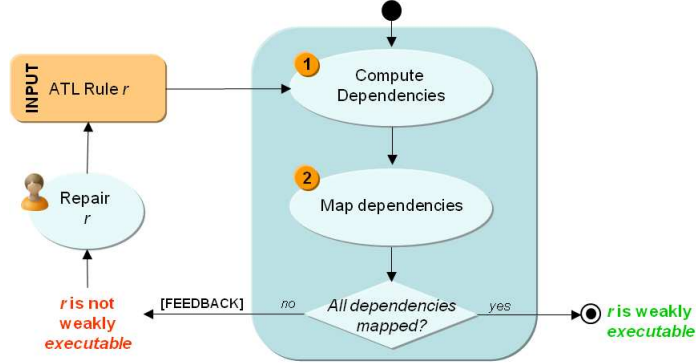 INPUT
ATL Rule r
1
Compute
Dependencies
2
Map dependencies
Repair
r
All dependencies
mapped?
no
yes
[FEEDBACK]
r is not
weakly
executable
r is weakly
executable